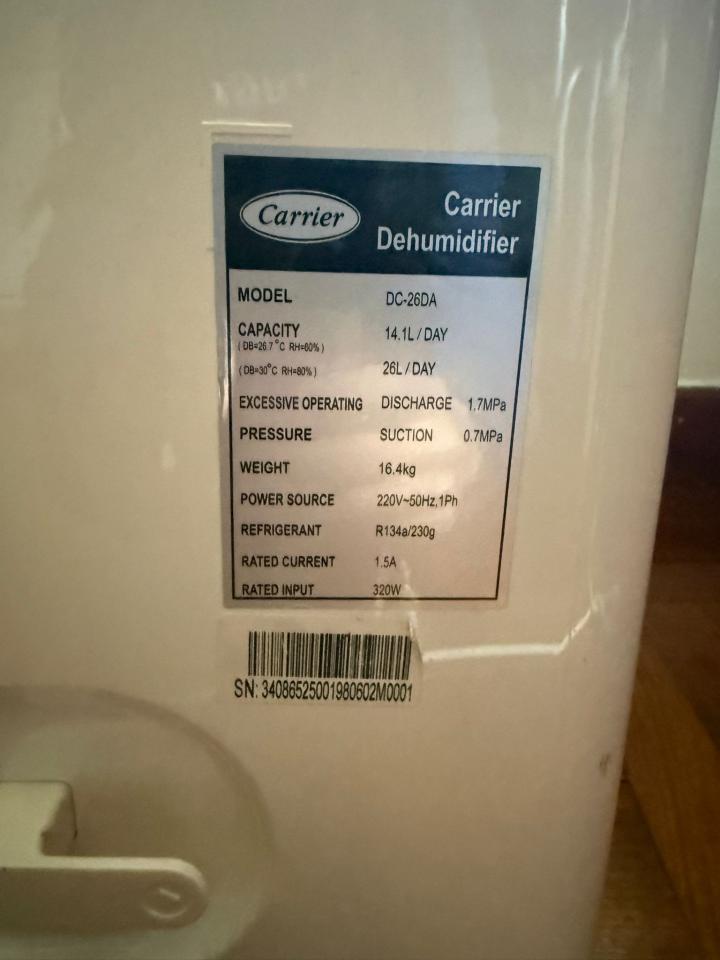 Carrier
Carrier
Dehumidifier
MODEL DC-26DA
CAPACITY 14.1L / DAY
( DB=26.7°C RH=60% )
( DB=30°C RH=80% ) 26L / DAY
EXCESSIVE OPERATING DISCHARGE 1.7MPa
PRESSURE SUCTION 0.7MPa
WEIGHT 16.4kg
POWER SOURCE 220V~50Hz,1Ph
REFRIGERANT R134a/230g
RATED CURRENT 1.5A
RATED INPUT 320W
SN: 34086525001980602M0001